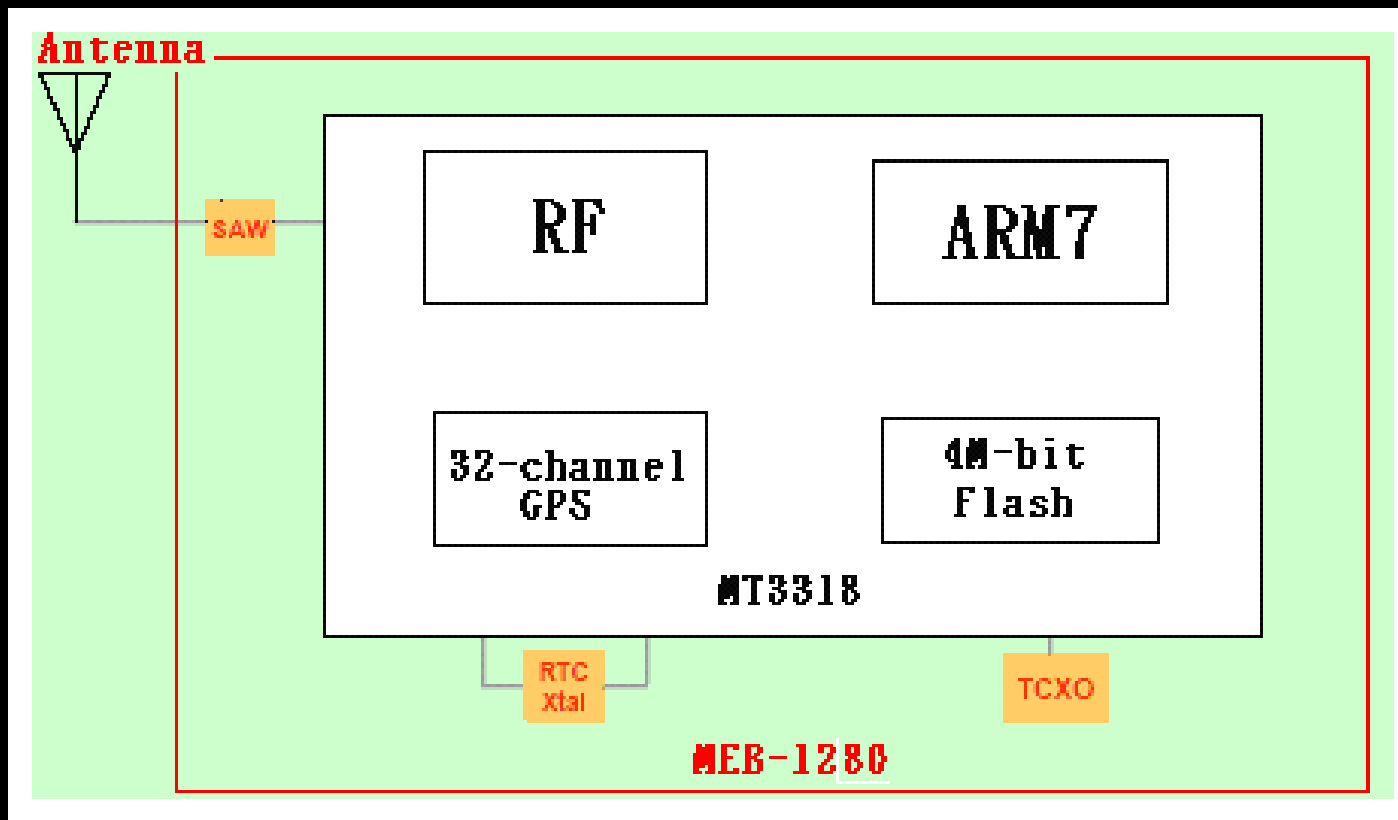 Antenna
SAW
RF
ARM7
32-channel
GPS
4M-bit
Flash
MT3318
RTC
Xtal
TCXO
MEB-1280